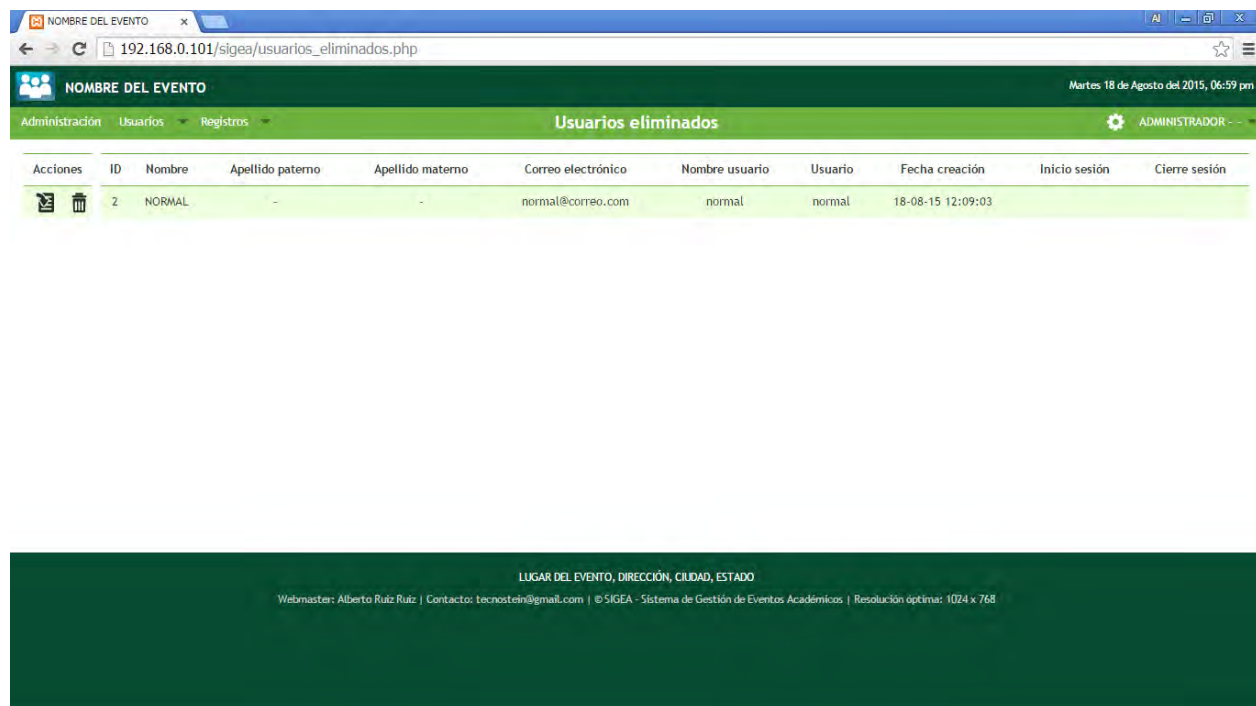 NOMBRE DEL EVENTO
AI
192.168.0.101/sigea/usuarios_eliminados.php
NOMBRE DEL EVENTO
Martes 18 de Agosto del 2015, 06:59 pm
Administración Usuarios Registros
Usuarios eliminados
ADMINISTRADOR - -
Acciones ID Nombre Apellido paterno Apellido materno Correo electrónico Nombre usuario Usuario Fecha creación Inicio sesión Cierre sesión
2 NORMAL - - normal@correo.com normal normal 18-08-15 12:09:03
LUGAR DEL EVENTO, DIRECCIÓN, CIUDAD, ESTADO
Webmaster: Alberto Ruiz Ruiz | Contacto: tecnostein@gmail.com | © SIGEA - Sistema de Gestión de Eventos Académicos | Resolución óptima: 1024 x 768